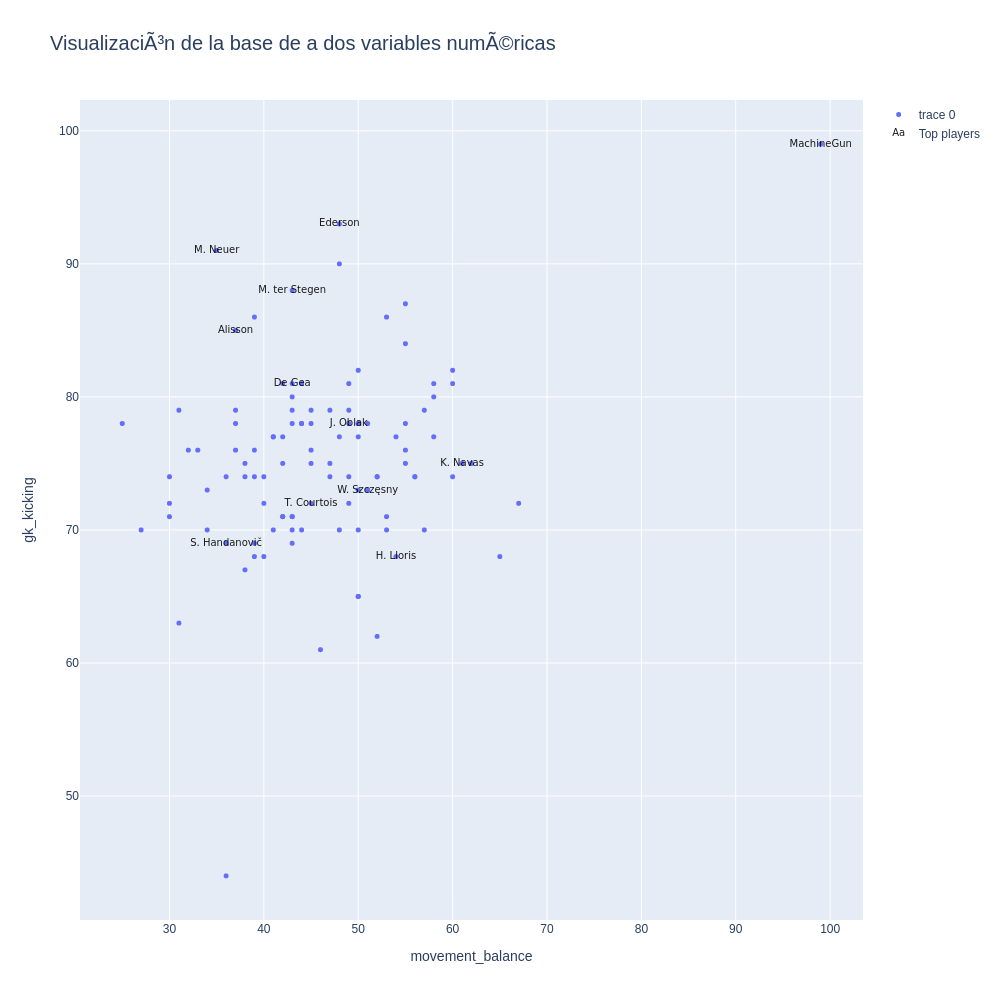 VisualizaciÃ³n de la base de a dos variables numÃ©ricas
trace 0
Aa Top players
MachineGun
Ederson
M. Neuer
M. ter Stegen
Alisson
De Gea
J. Oblak
K. Navas
W. Szczęsny
T. Courtois
S. Handanovič
H. Lloris
100
90
80
70
60
50
gk_kicking
30 40 50 60 70 80 90 100
movement_balance